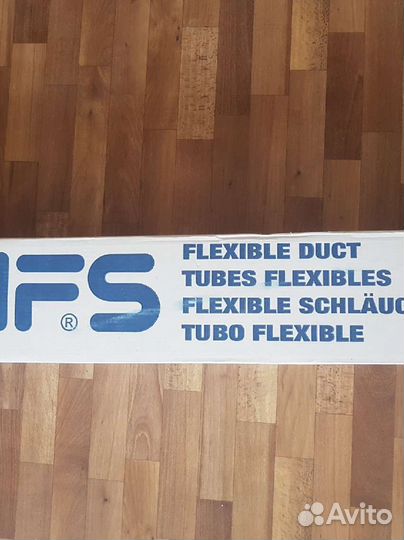 FS
®
FLEXIBLE DUCT
TUBES FLEXIBLES
FLEXIBLE SCHLÄUC
TUBO FLEXIBLE
Avito